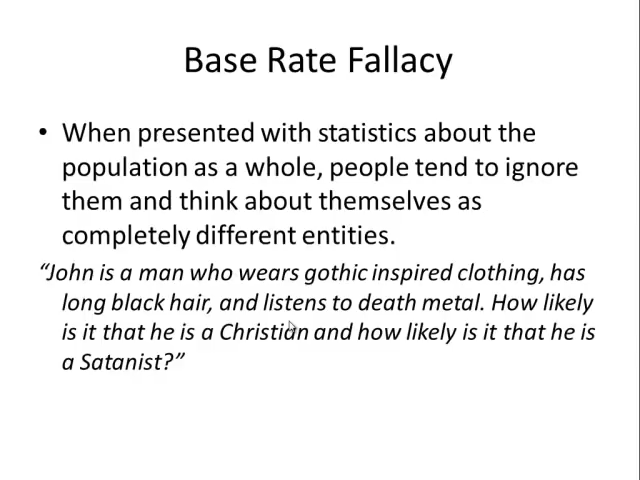 Base Rate Fallacy
• When presented with statistics about the
population as a whole, people tend to ignore
them and think about themselves as
completely different entities.
“John is a man who wears gothic inspired clothing, has
long black hair, and listens to death metal. How likely
is it that he is a Christian and how likely is it that he is
a Satanist?”